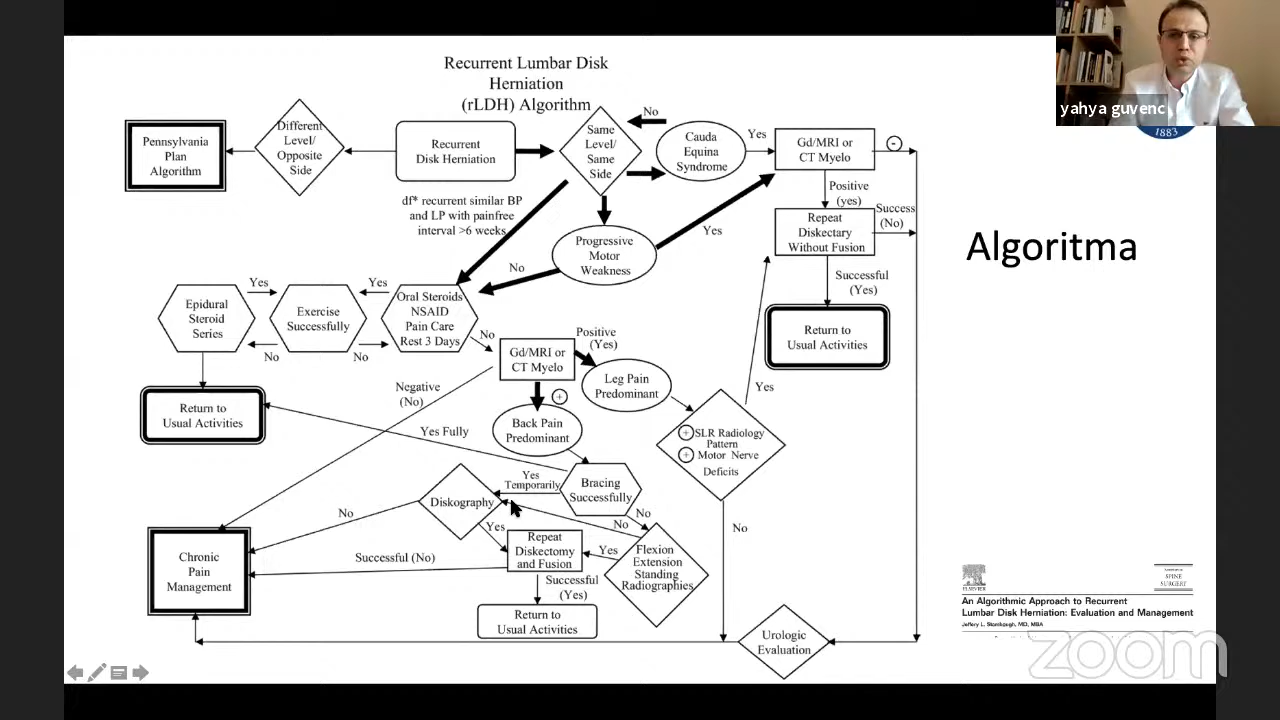 yahya guvenc
1883
Recurrent Lumbar Disk
Herniation
(rLDH) Algorithm
Pennsylvania
Plan
Algorithm
Different
Level/
Opposite
Side
Recurrent
Disk Herniation
Same
Level/
Same
Side
No
Cauda
Equina
Syndrome
Yes
Gd/MRI or
CT Myelo
-
df* recurrent similar BP
and LP with painfree
interval >6 weeks
Positive
(yes)
Success
(No)
Repeat
Diskectary
Without Fusion
Algoritma
Progressive
Motor
Weakness
Yes
No
Successful
(Yes)
Return to
Usual Activities
Epidural
Steroid
Series
Yes
No
Exercise
Successfully
Yes
No
Oral Steroids
NSAID
Pain Care
Rest 3 Days
No
Gd/MRI or
CT Myelo
Positive
(Yes)
Leg Pain
Predominant
Yes
Negative
(No)
+
Back Pain
Predominant
Return to
Usual Activities
Yes Fully
+ SLR Radiology
Pattern
+ Motor Nerve
Deficits
Yes
Temporarily
Bracing
Successfully
Diskography
No
No
No
Yes
No
Repeat
Diskectomy
and Fusion
Yes
Flexion
Extension
Standing
Radiographies
Chronic
Pain
Management
Successful (No)
Successful
(Yes)
Return to
Usual Activities
Urologic
Evaluation
ELSEVIER
SPINE
SURGERY
An Algorithmic Approach to Recurrent
Lumbar Disk Herniation: Evaluation and Management
Jeffery L. Stambough, MD, MBA
zoom